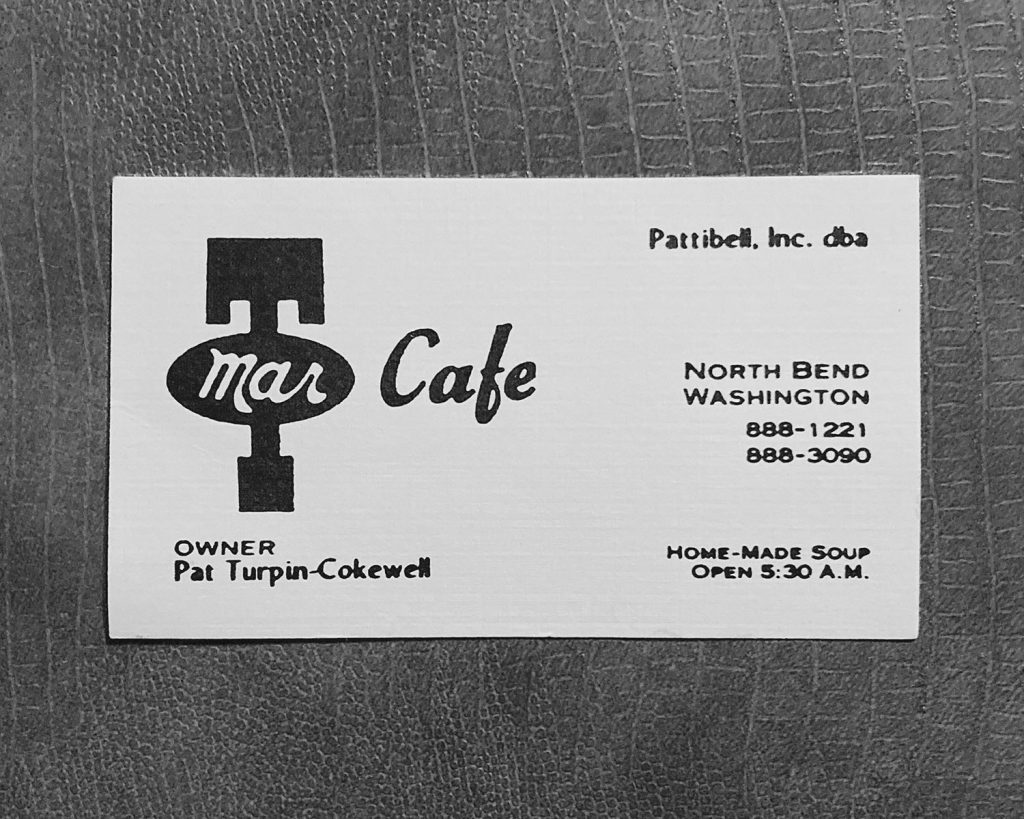 Pattibell, Inc. dba
T
mar Cafe
NORTH BEND
WASHINGTON
888-1221
888-3090
OWNER
Pat Turpin-Cokewell
HOME-MADE SOUP
OPEN 5:30 A.M.